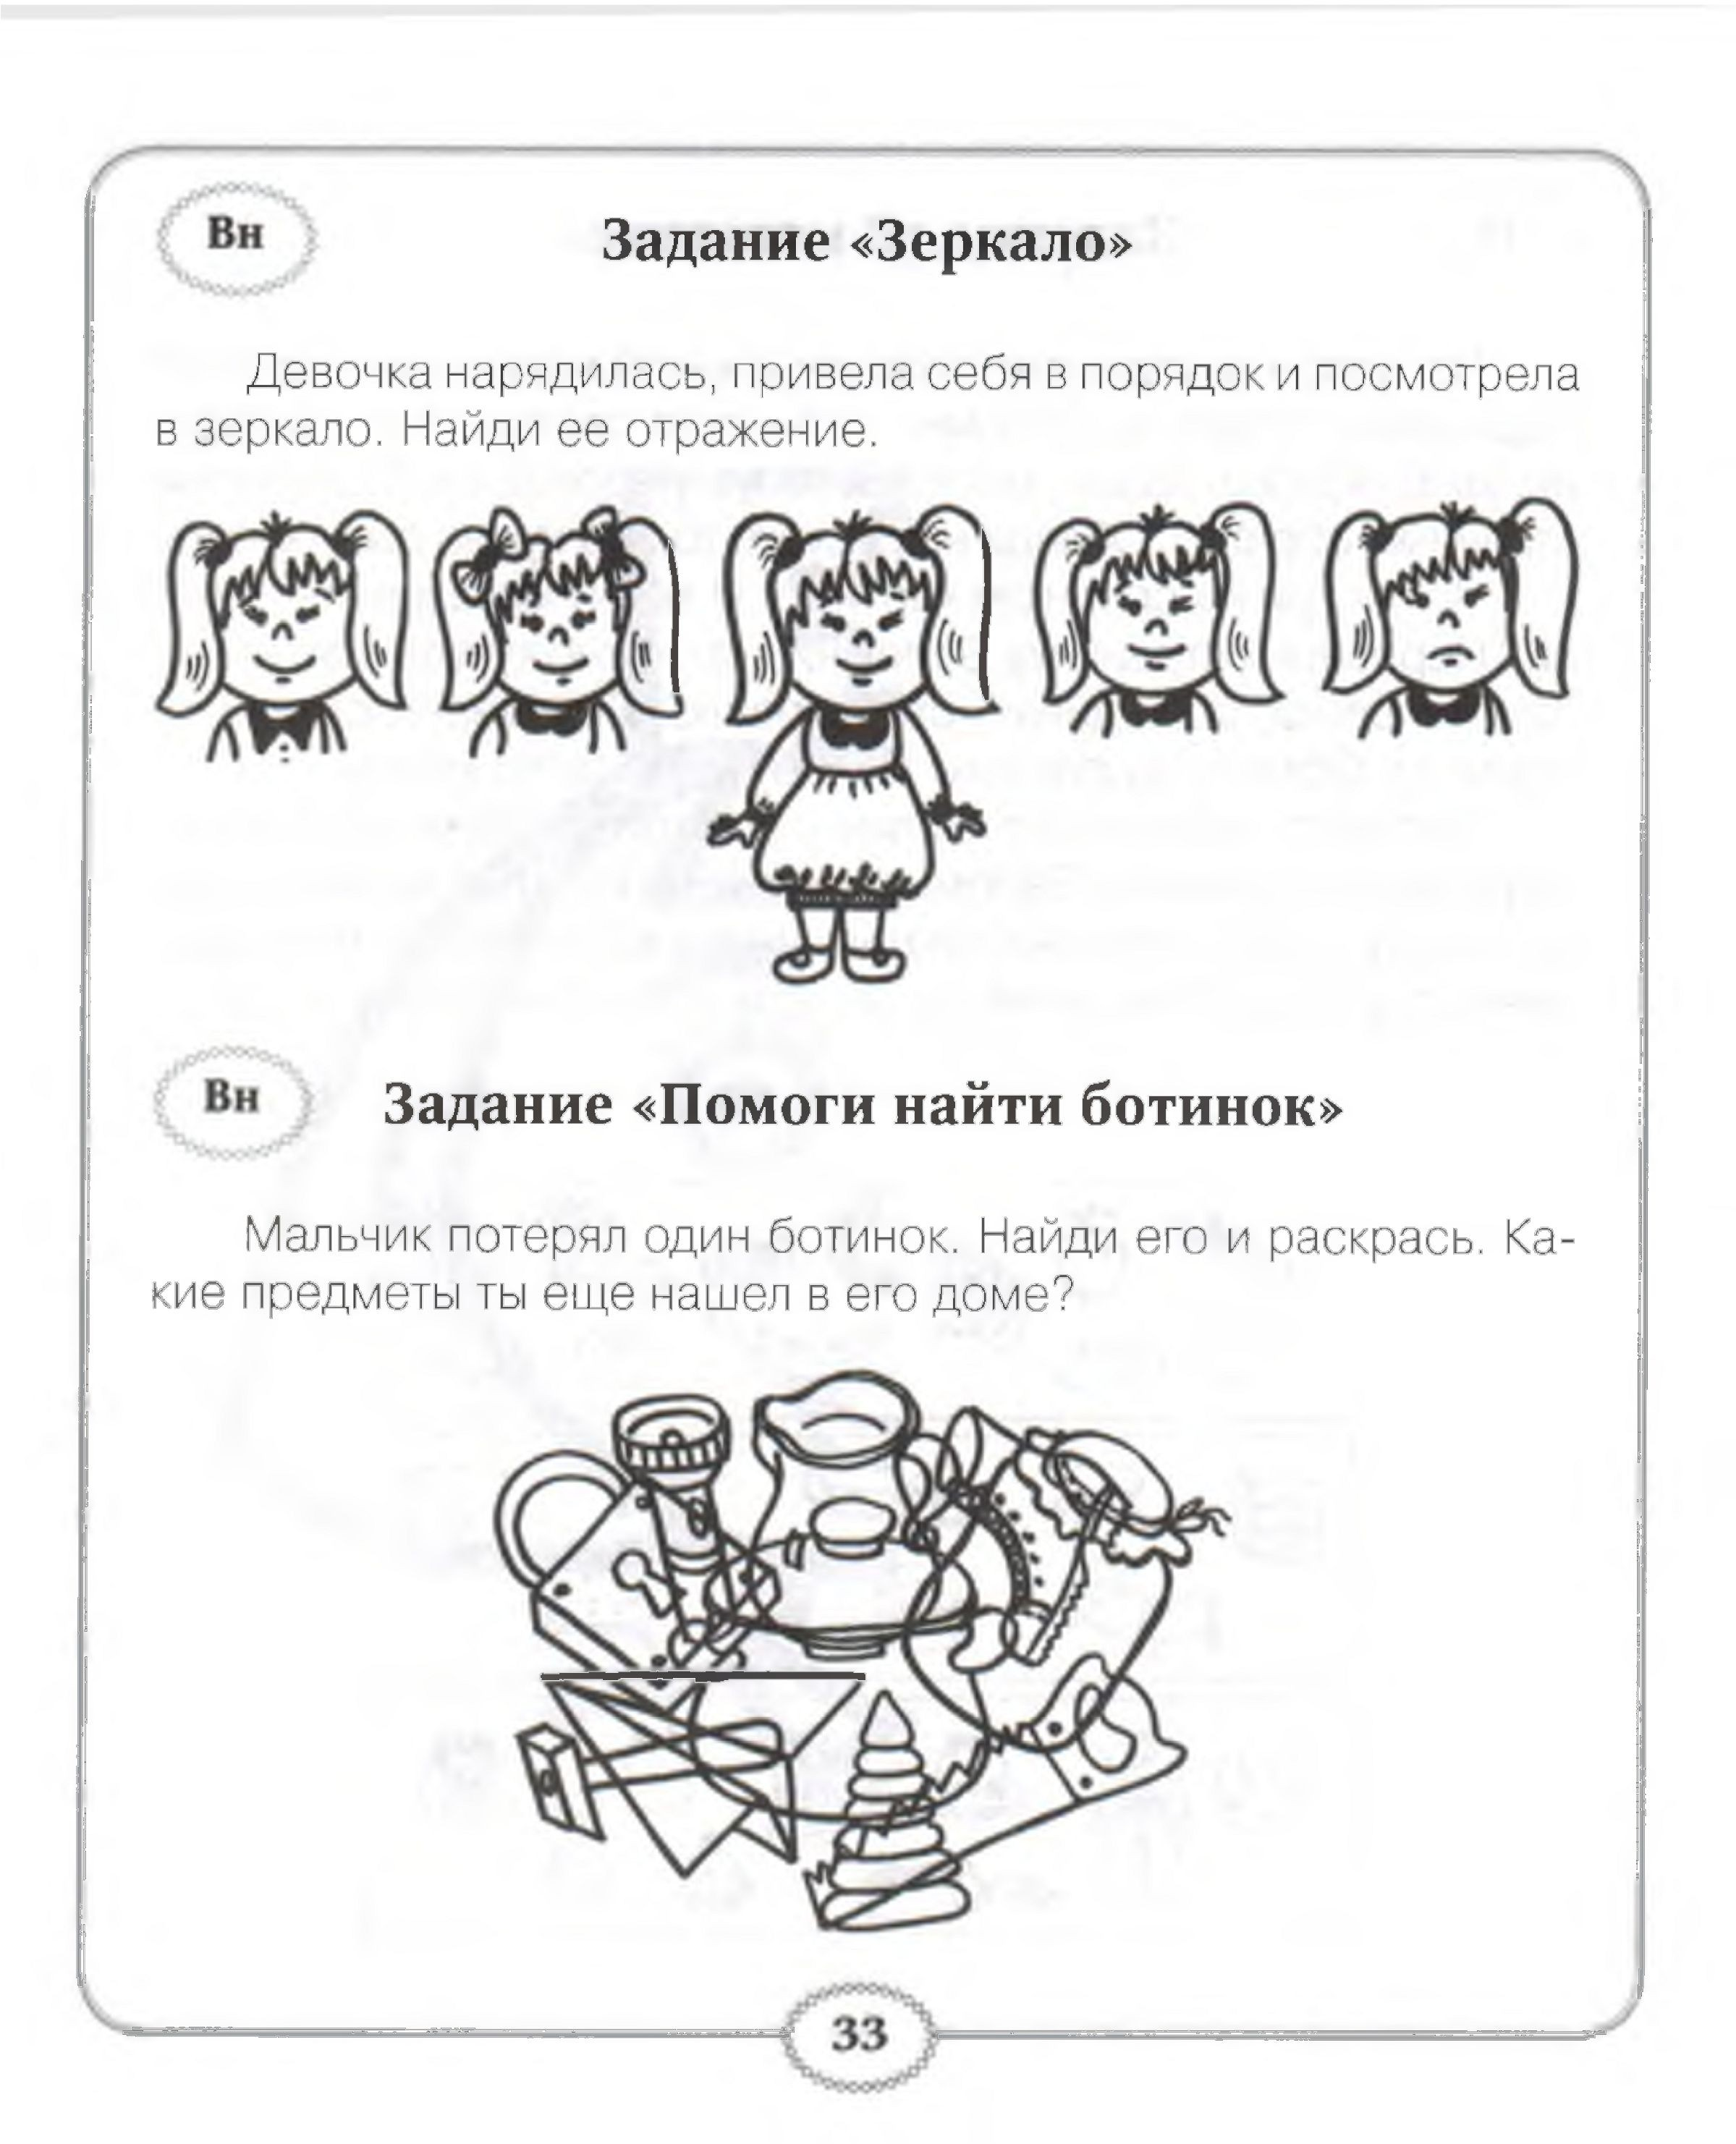 Вн
Задание «Зеркало»
Девочка нарядилась, привела себя в порядок и посмотрела
в зеркало. Найди ее отражение.
Вн
Задание «Помоги найти ботинок»
Мальчик потерял один ботинок. Найди его и раскрась. Ка-
кие предметы ты еще нашел в его доме?
33